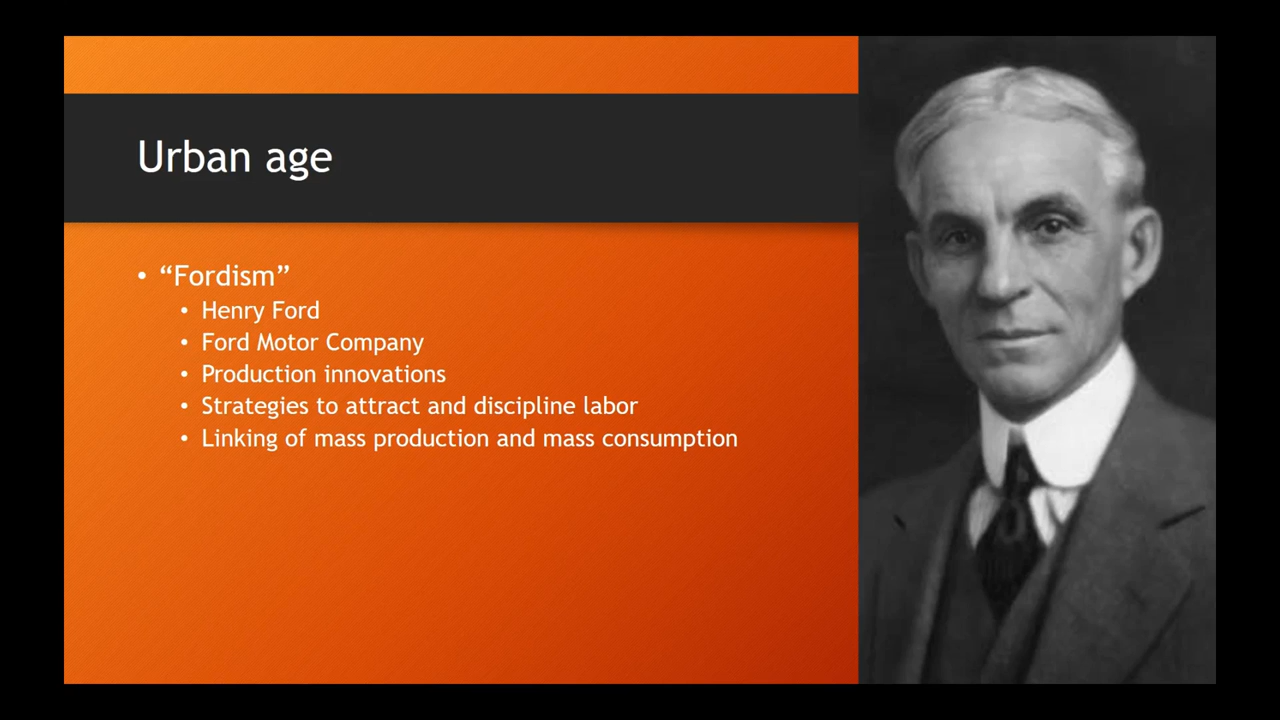 Urban age
• “Fordism”
• Henry Ford
• Ford Motor Company
• Production innovations
• Strategies to attract and discipline labor
• Linking of mass production and mass consumption